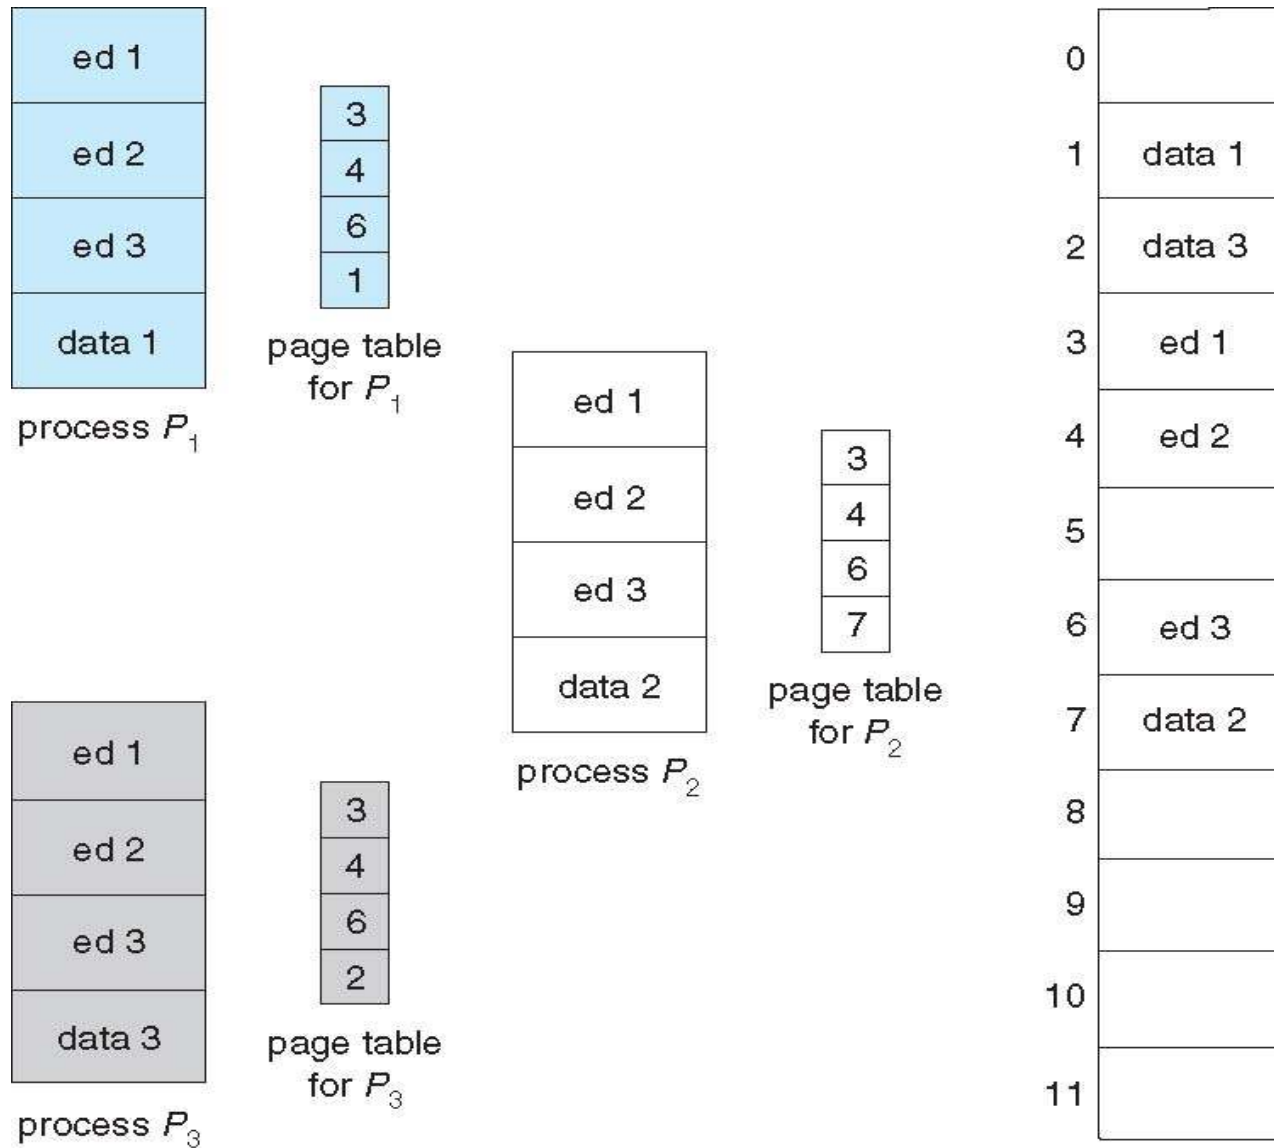 ed 1
ed 2
ed 3
data 1
process P1
3
4
6
1
page table
for P1
ed 1
ed 2
ed 3
data 2
process P2
3
4
6
7
page table
for P2
ed 1
ed 2
ed 3
data 3
process P3
3
4
6
2
page table
for P3
0
1 data 1
2 data 3
3 ed 1
4 ed 2
5
6 ed 3
7 data 2
8
9
10
11